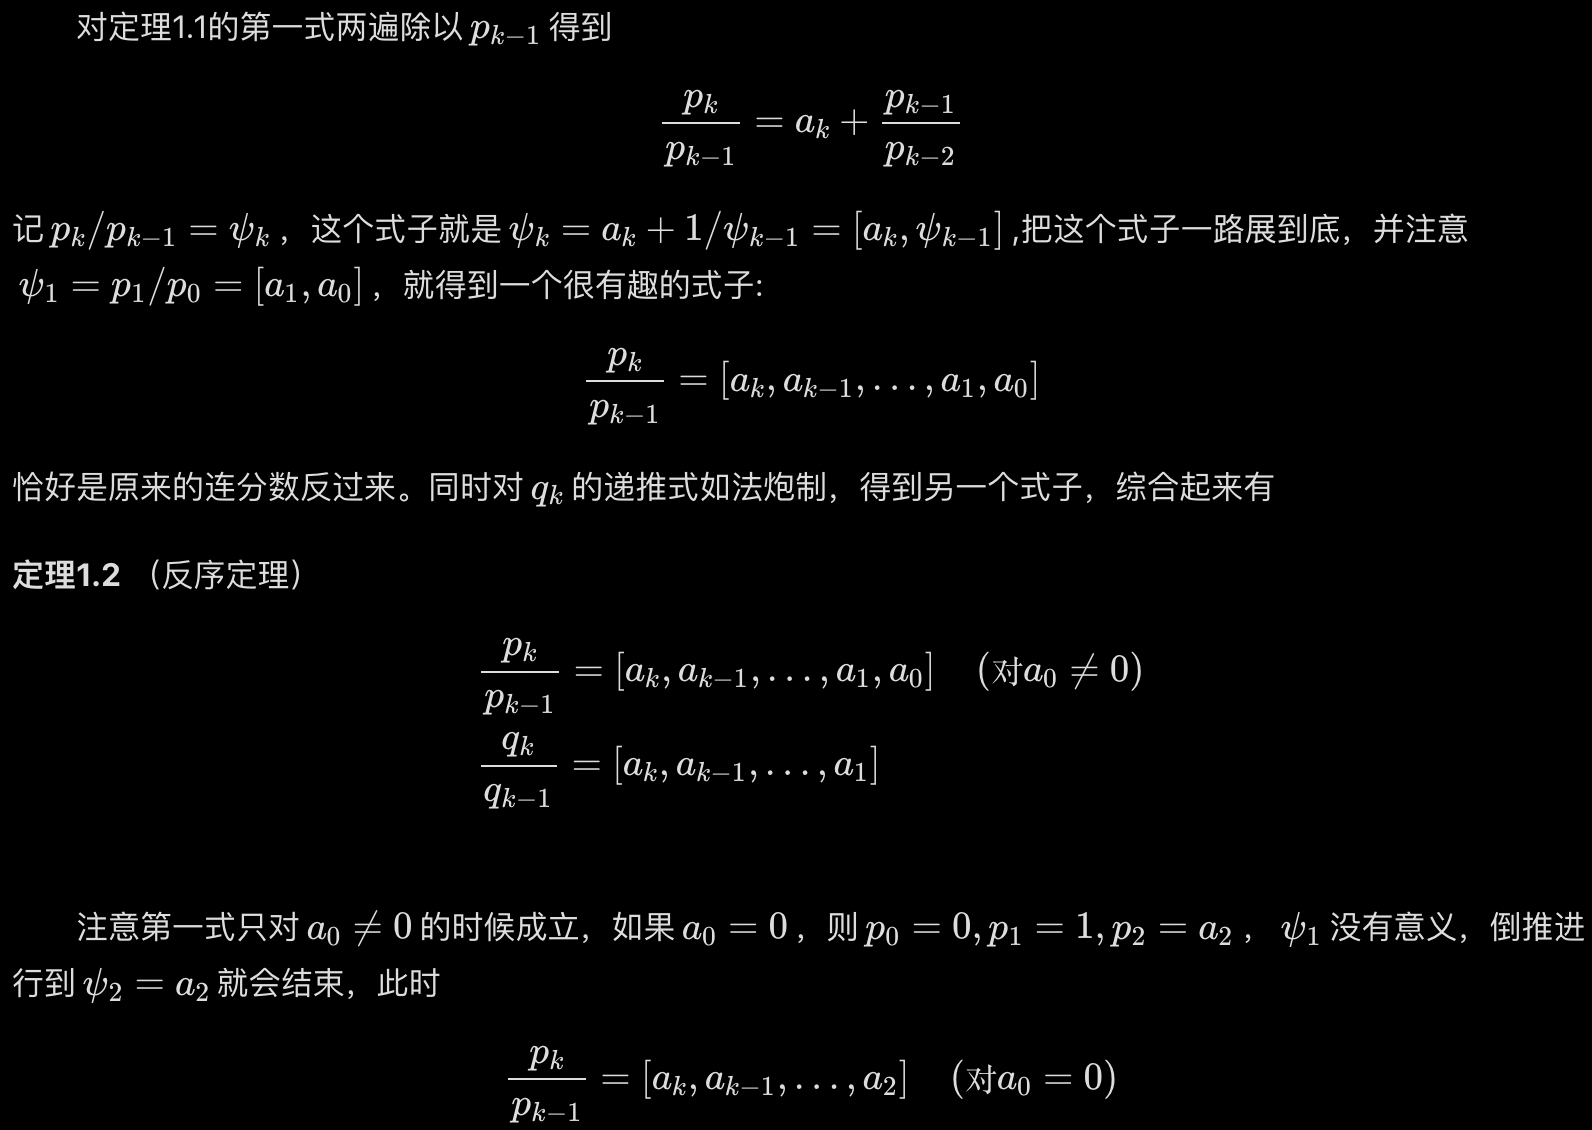 对定理1.1的第一式两遍除以 $p_{k-1}$ 得到
$$\frac{p_k}{p_{k-1}} = a_k + \frac{p_{k-1}}{p_{k-2}}$$
记 $p_k/p_{k-1} = \psi_k$ ，这个式子就是 $\psi_k = a_k + 1/\psi_{k-1} = [a_k, \psi_{k-1}]$ ,把这个式子一路展到底，并注意
$\psi_1 = p_1/p_0 = [a_1, a_0]$ ，就得到一个很有趣的式子:
$$\frac{p_k}{p_{k-1}} = [a_k, a_{k-1}, \ldots, a_1, a_0]$$
恰好是原来的连分数反过来。同时对 $q_k$ 的递推式如法炮制，得到另一个式子，综合起来有
定理1.2 （反序定理）
$$\frac{p_k}{p_{k-1}} = [a_k, a_{k-1}, \ldots, a_1, a_0] \quad (对a_0 \neq 0)$$
$$\frac{q_k}{q_{k-1}} = [a_k, a_{k-1}, \ldots, a_1]$$
注意第一式只对 $a_0 \neq 0$ 的时候成立，如果 $a_0 = 0$ ，则 $p_0 = 0, p_1 = 1, p_2 = a_2$ ， $\psi_1$ 没有意义，倒推进
行到 $\psi_2 = a_2$ 就会结束，此时
$$\frac{p_k}{p_{k-1}} = [a_k, a_{k-1}, \ldots, a_2] \quad (对a_0 = 0)$$